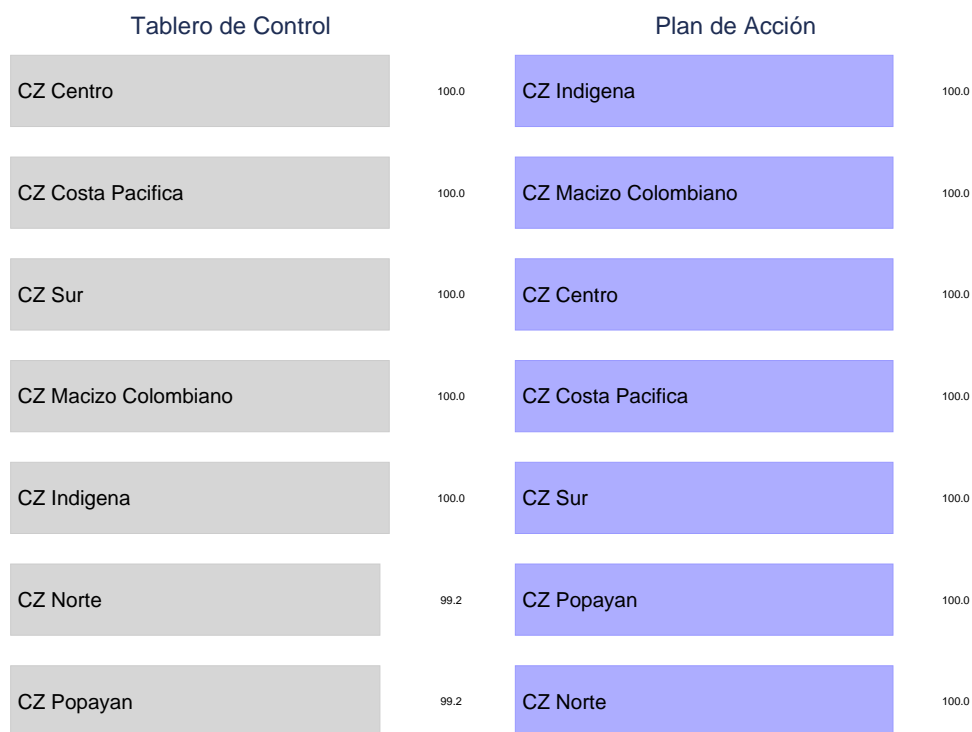 Tablero de Control
CZ Centro 100.0
CZ Costa Pacifica 100.0
CZ Sur 100.0
CZ Macizo Colombiano 100.0
CZ Indigena 100.0
CZ Norte 99.2
CZ Popayan 99.2
Plan de Acción
CZ Indigena 100.0
CZ Macizo Colombiano 100.0
CZ Centro 100.0
CZ Costa Pacifica 100.0
CZ Sur 100.0
CZ Popayan 100.0
CZ Norte 100.0